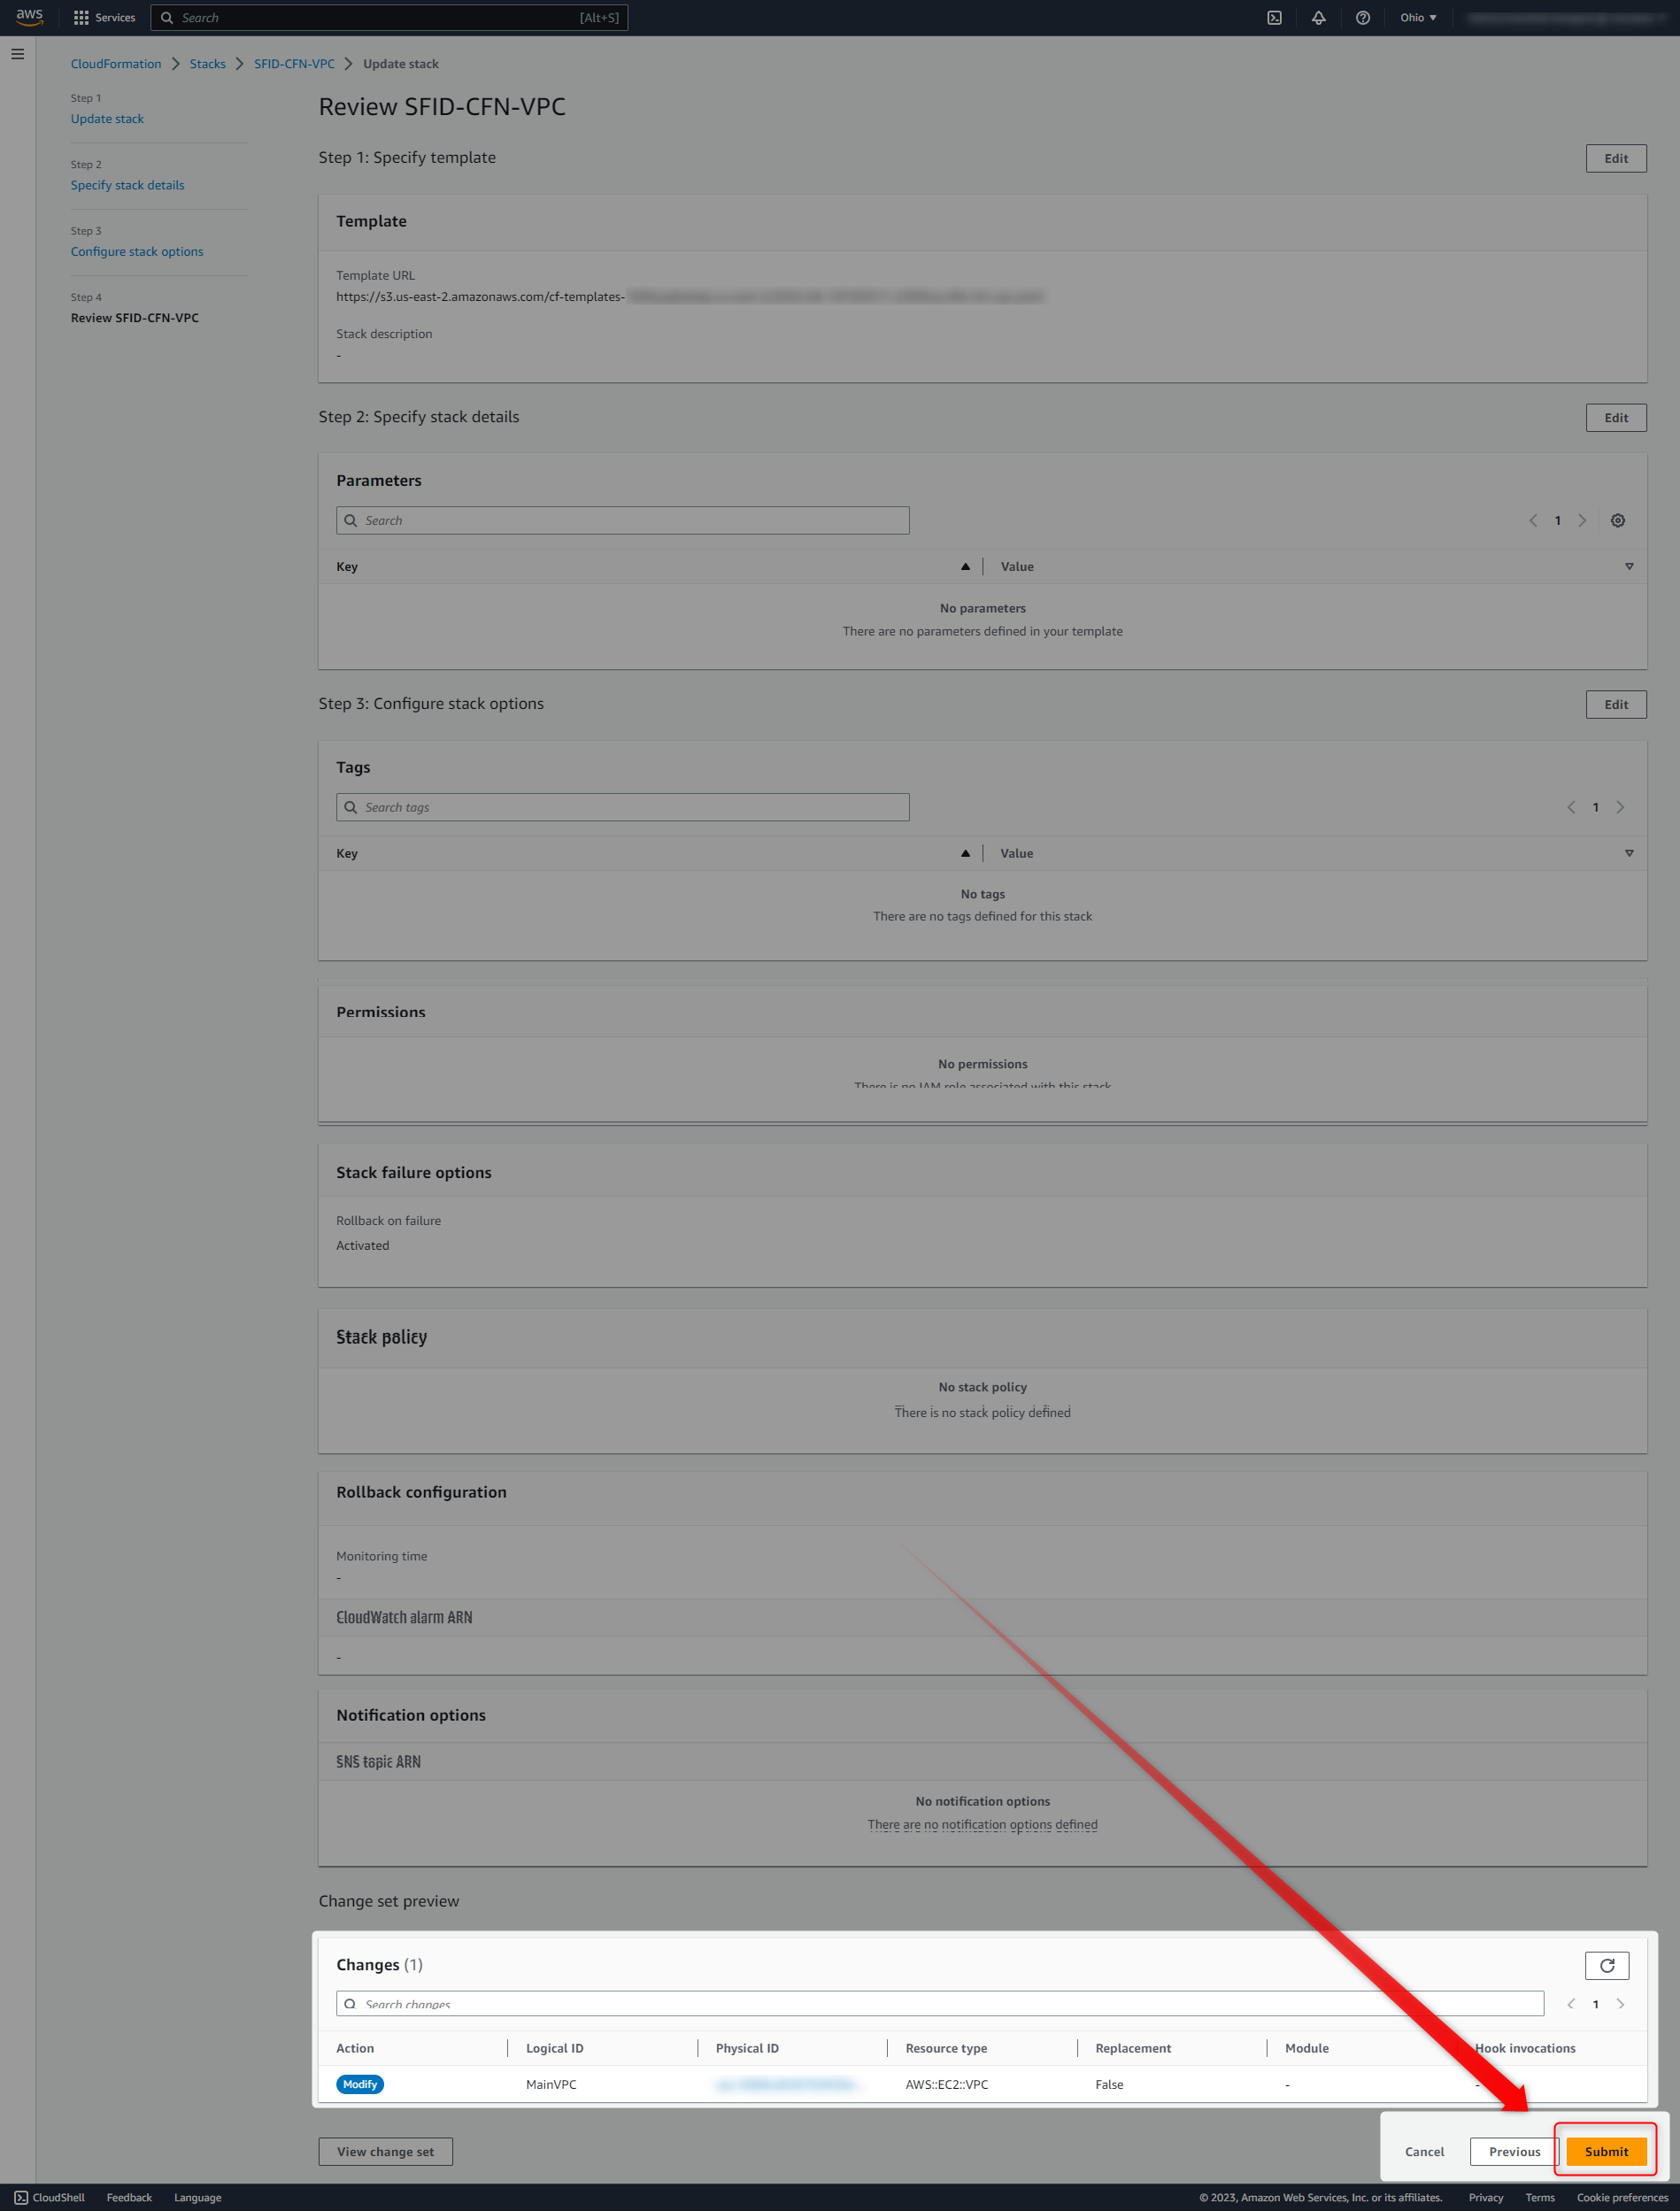 aws
Services
Search
[Alt+S]
Ohio
CloudFormation
Stacks
SFID-CFN-VPC
Update stack
Step 1
Update stack
Step 2
Specify stack details
Step 3
Configure stack options
Step 4
Review SFID-CFN-VPC
Review SFID-CFN-VPC
Step 1: Specify template
Edit
Template
Template URL
https://s3.us-east-2.amazonaws.com/cf-templates-
Stack description
-
Step 2: Specify stack details
Edit
Parameters
Search
1
Key
Value
No parameters
There are no parameters defined in your template
Step 3: Configure stack options
Edit
Tags
Search tags
1
Key
Value
No tags
There are no tags defined for this stack
Permissions
No permissions
There is no IAM role associated with this stack
Stack failure options
Rollback on failure
Activated
Stack policy
No stack policy
There is no stack policy defined
Rollback configuration
Monitoring time
-
CloudWatch alarm ARN
-
Notification options
SNS topic ARN
No notification options
There are no notification options defined
Change set preview
Changes (1)
Search changes
1
Action
Logical ID
Physical ID
Resource type
Replacement
Module
Hook invocations
Modify
MainVPC
AWS::EC2::VPC
False
-
-
View change set
Cancel
Previous
Submit
CloudShell
Feedback
Language
© 2023, Amazon Web Services, Inc. or its affiliates.
Privacy
Terms
Cookie preferences